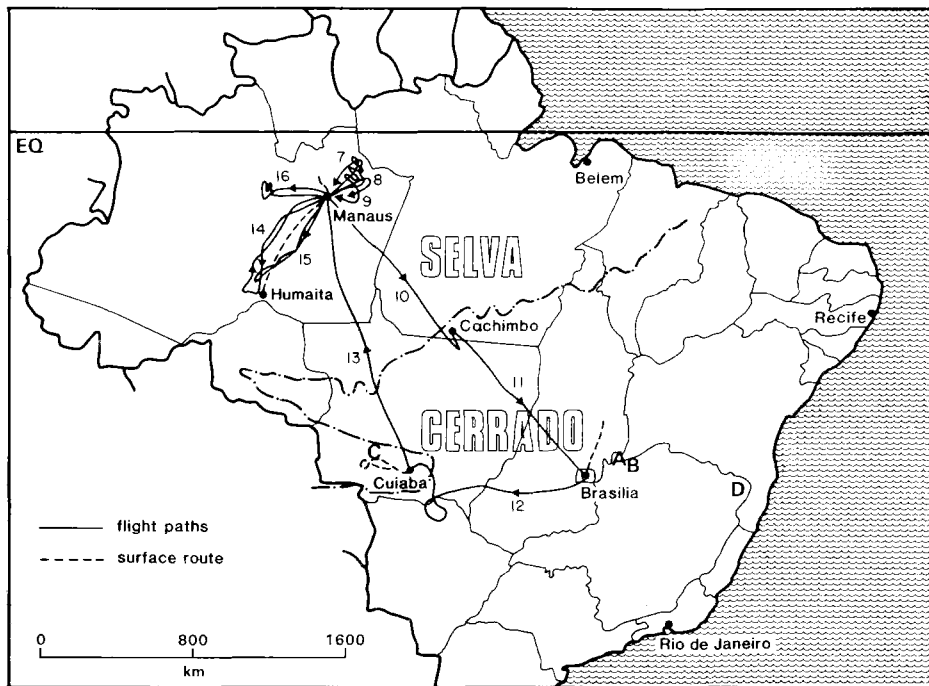 EQ
7
8
16
9
Belem
Manaus
14
15
SELVA
10
Humaita
Recife
Cachimbo
13
11
CERRADO
C
A
B
Cuiaba
D
Brasilia
12
flight paths
surface route
0 800 1600
km
Rio de Janeiro